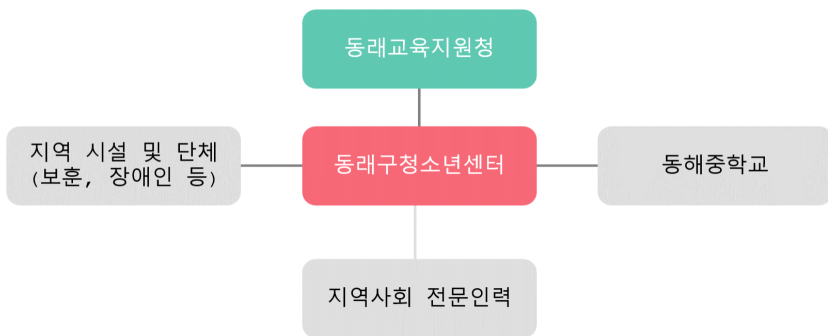 동래교육지원청
지역 시설 및 단체
(보훈, 장애인 등)
동래구청소년센터
동해중학교
지역사회 전문인력